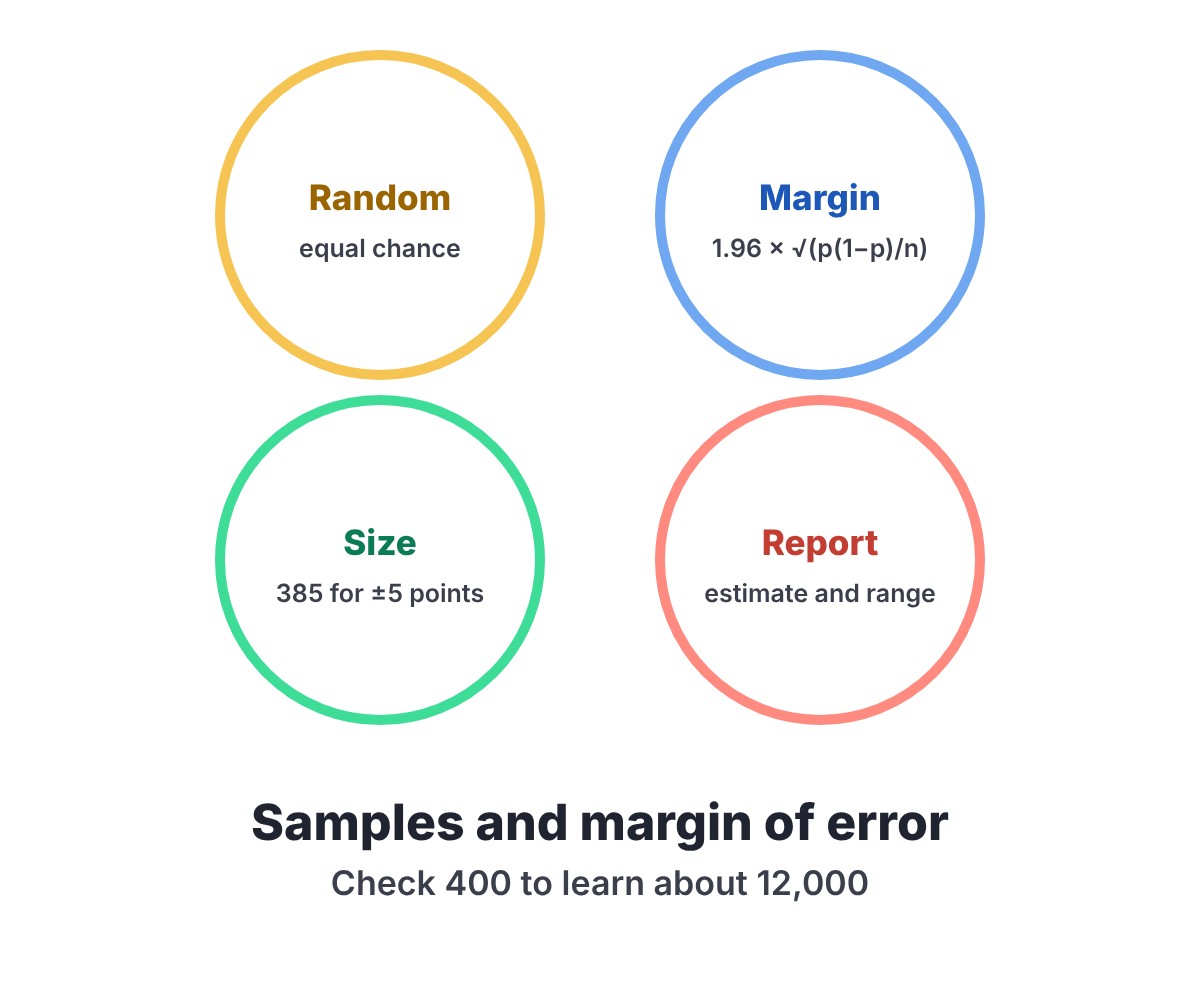 Random
equal chance
Margin
1.96 × √(p(1−p)/n)
Size
385 for ±5 points
Report
estimate and range
Samples and margin of error
Check 400 to learn about 12,000